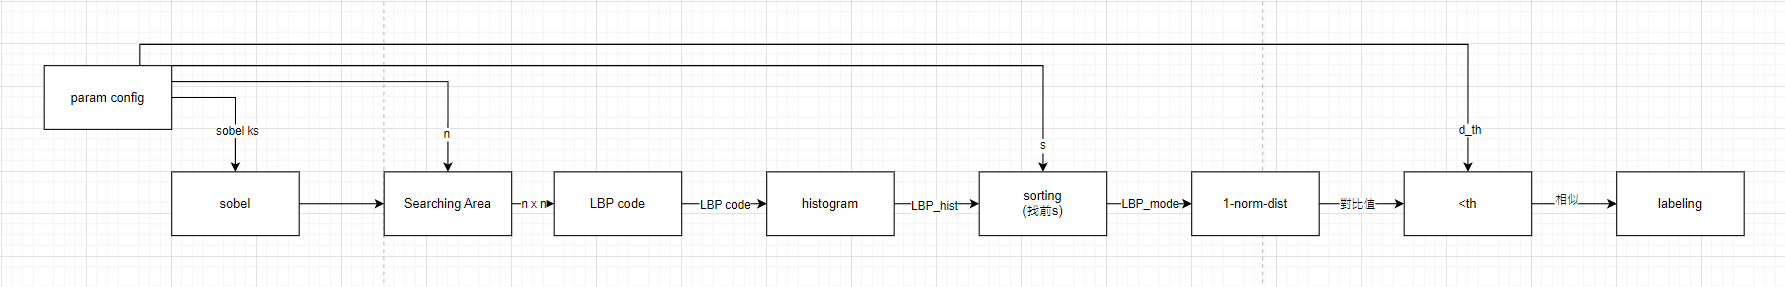 param config
sobel ks
n
s
d_th
sobel
Searching Area
n x n
LBP code
LBP code
histogram
LBP_hist
sorting
(找前s)
LBP_mode
1-norm-dist
對比值
<th
相似
labeling